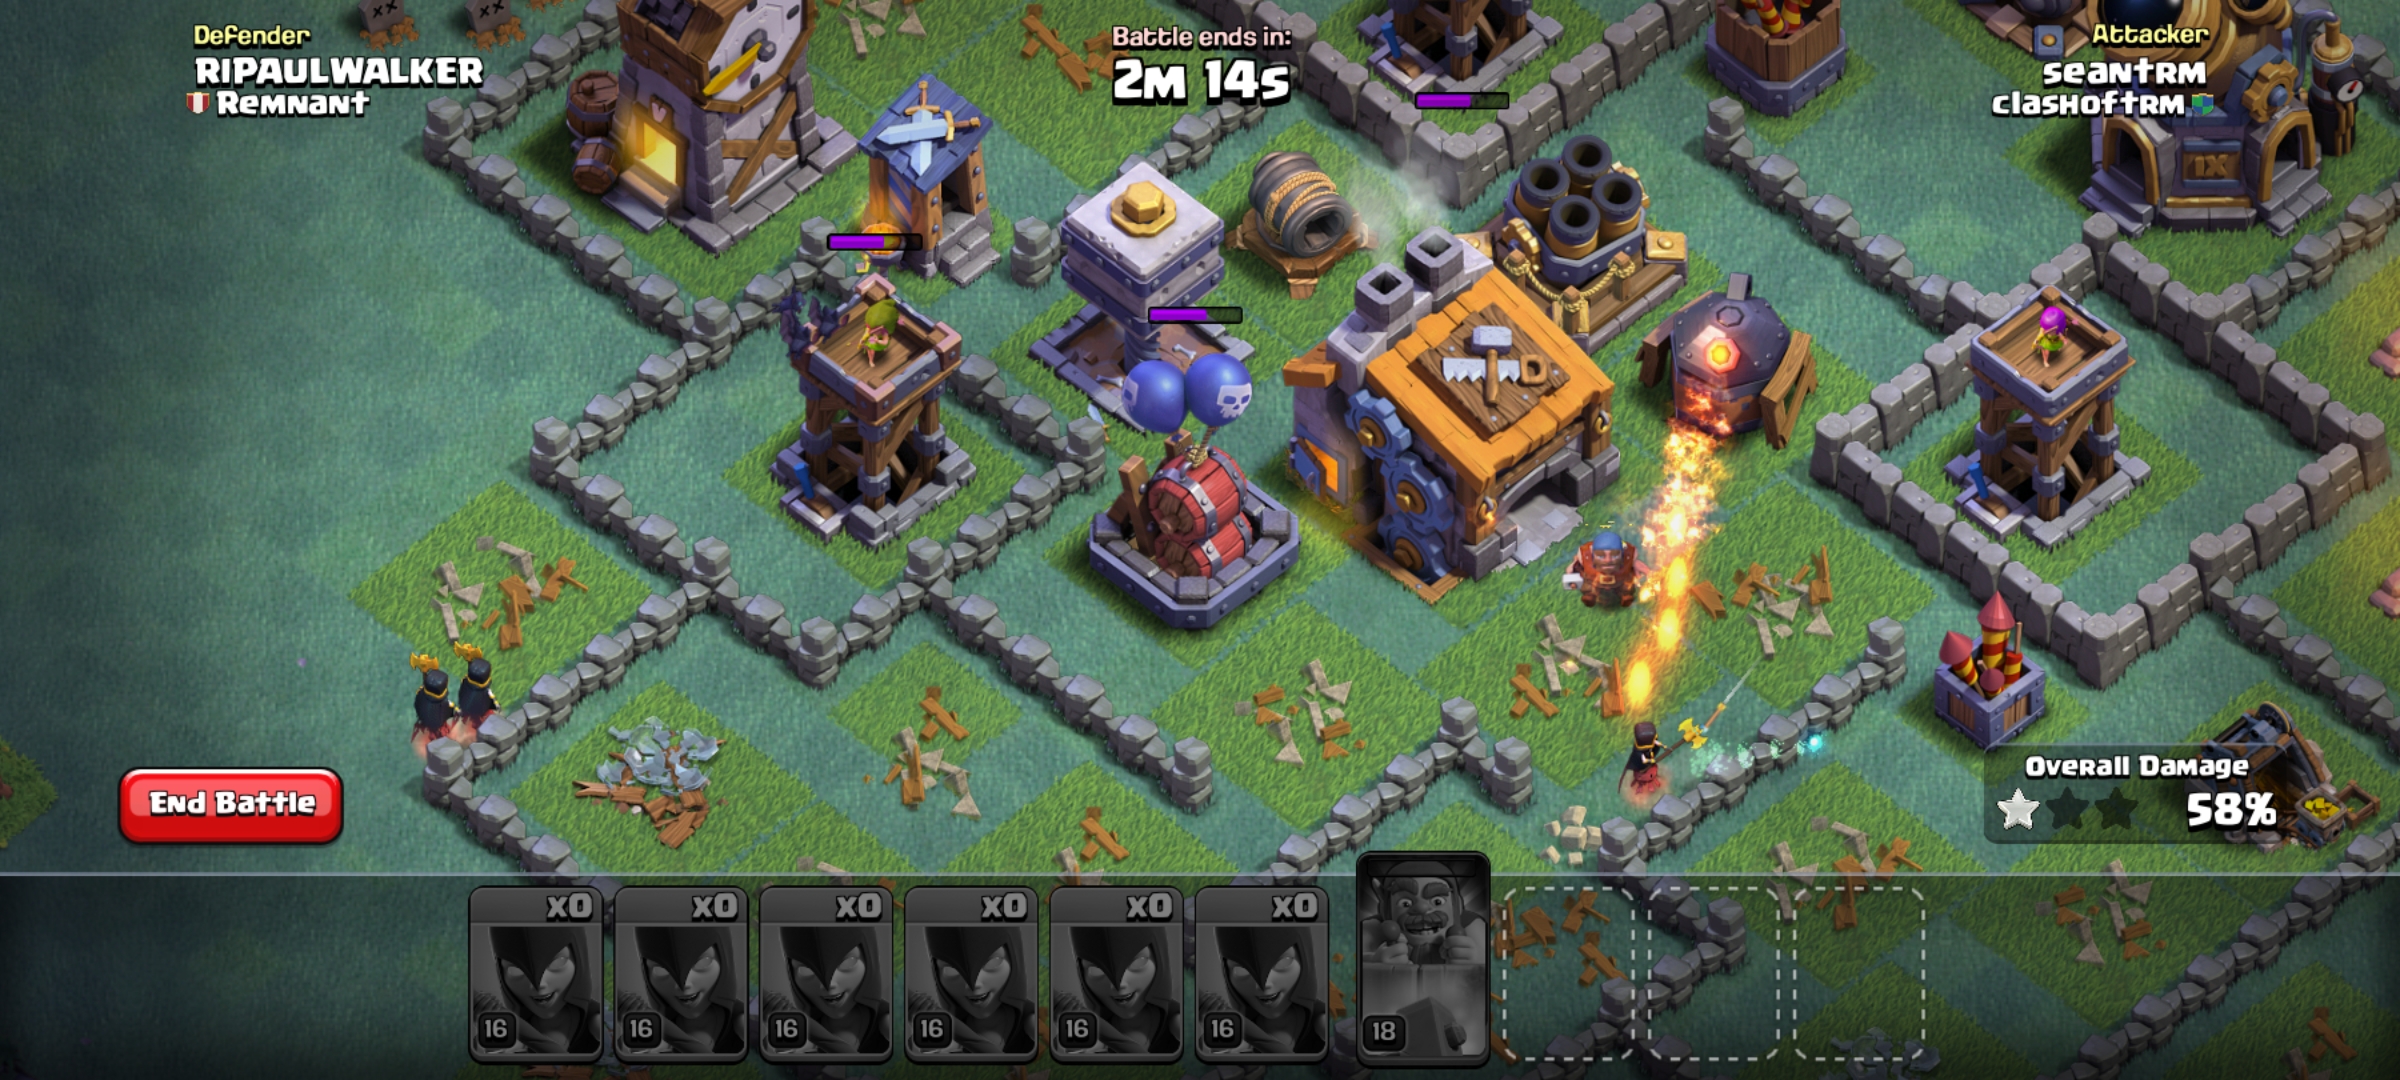 Defender
RIPAULWALKER
Remnant
Battle ends in:
2M 14s
Attacker
seantRM
clashoftRM
IX
End Battle
Overall Damage
58%
x0
x0
x0
x0
x0
x0
16
16
16
16
16
16
18